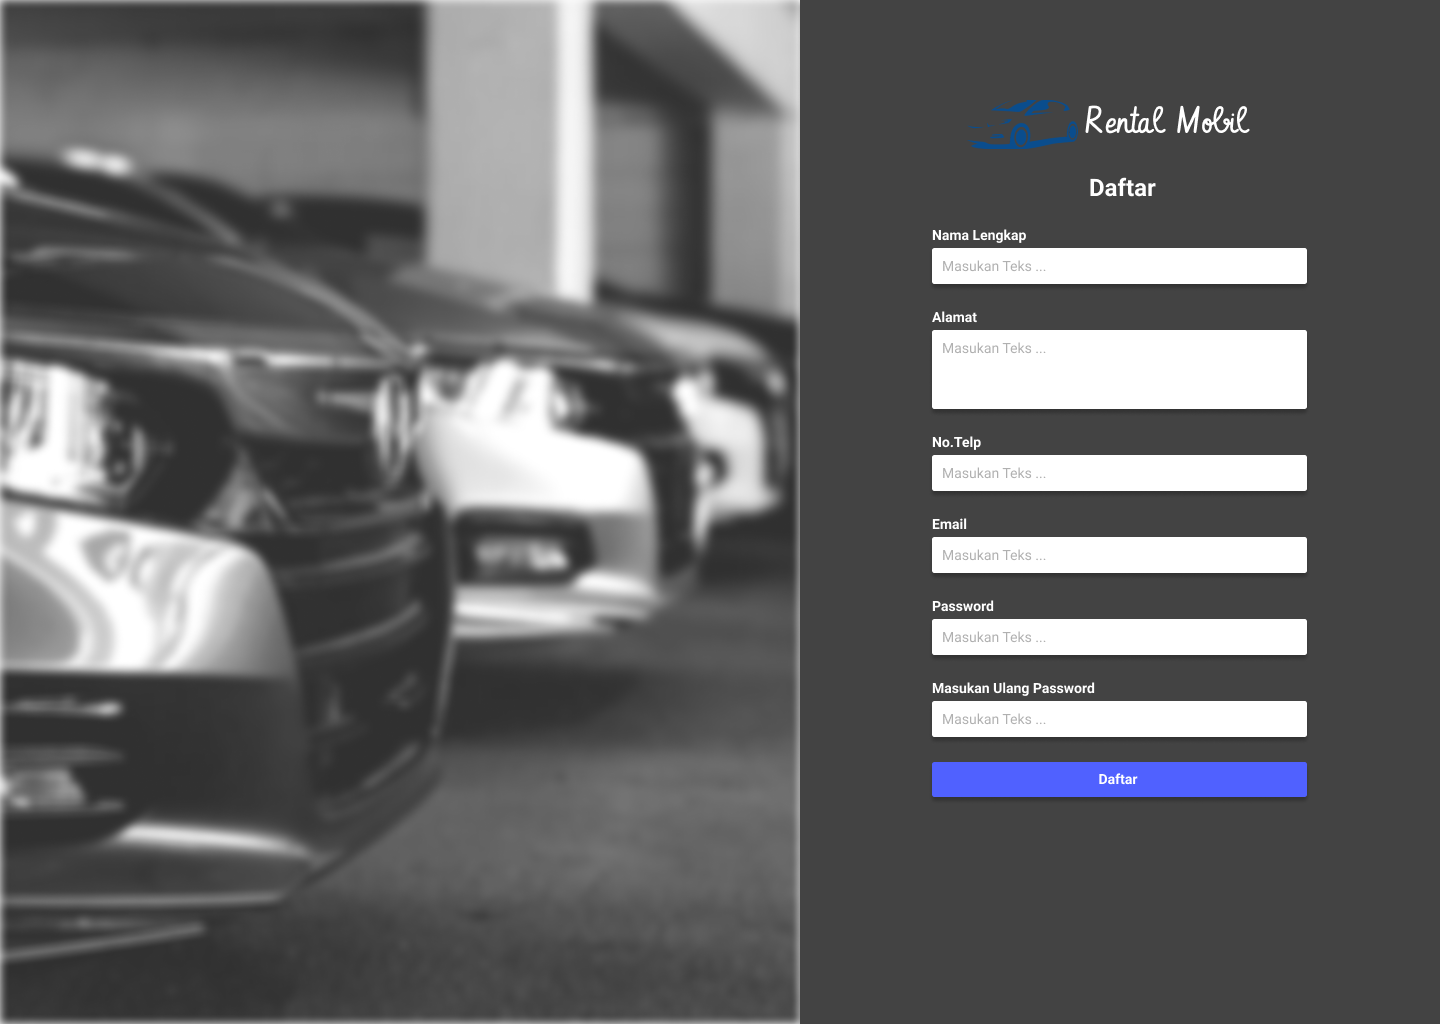 Rental Mobil
Daftar
Nama Lengkap
Masukan Teks ...
Alamat
Masukan Teks ...
No.Telp
Masukan Teks ...
Email
Masukan Teks ...
Password
Masukan Teks ...
Masukan Ulang Password
Masukan Teks ...
Daftar